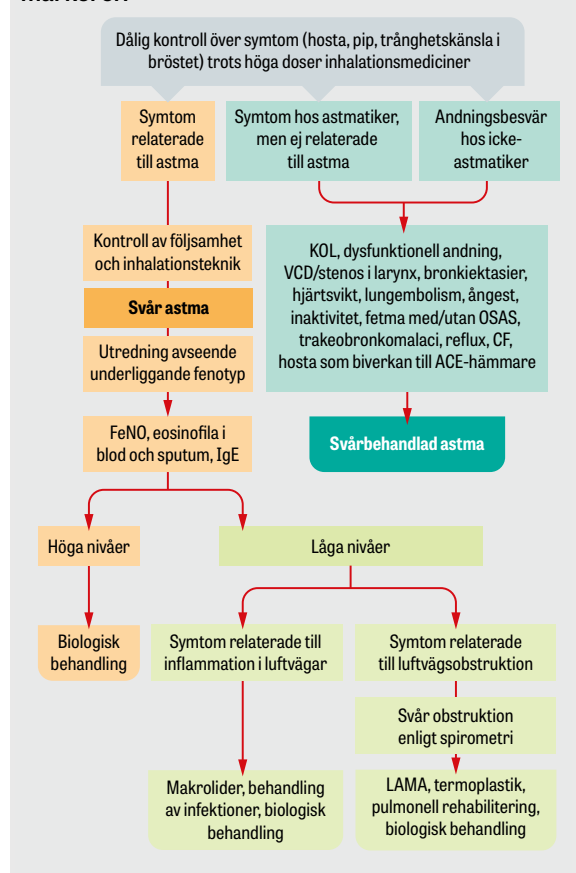 Dålig kontroll över symtom (hosta, pip, trånghetskänsla i
bröstet) trots höga doser inhalationsmediciner
Symtom
relaterade
till astma
Symtom hos astmatiker,
men ej relaterade
till astma
Andningsbesvär
hos icke-
astmatiker
Kontroll av följsamhet
och inhalationsteknik
Svår astma
Utredning avseende
underliggande fenotyp
FeNO, eosinofila i
blod och sputum, IgE
KOL, dysfunktionell andning,
VCD/stenos i larynx, bronkiektasier,
hjärtsvikt, lungembolism, ångest,
inaktivitet, fetma med/utan OSAS,
trakeobronkomalaci, reflux, CF,
hosta som biverkan till ACE-hämmare
Svårbehandlad astma
Höga nivåer
Låga nivåer
Biologisk
behandling
Symtom relaterade till
inflammation i luftvägar
Symtom relaterade
till luftvägsobstruktion
Svår obstruktion
enligt spirometri
Makrolider, behandling
av infektioner, biologisk
behandling
LAMA, termoplastik,
pulmonell rehabilitering,
biologisk behandling